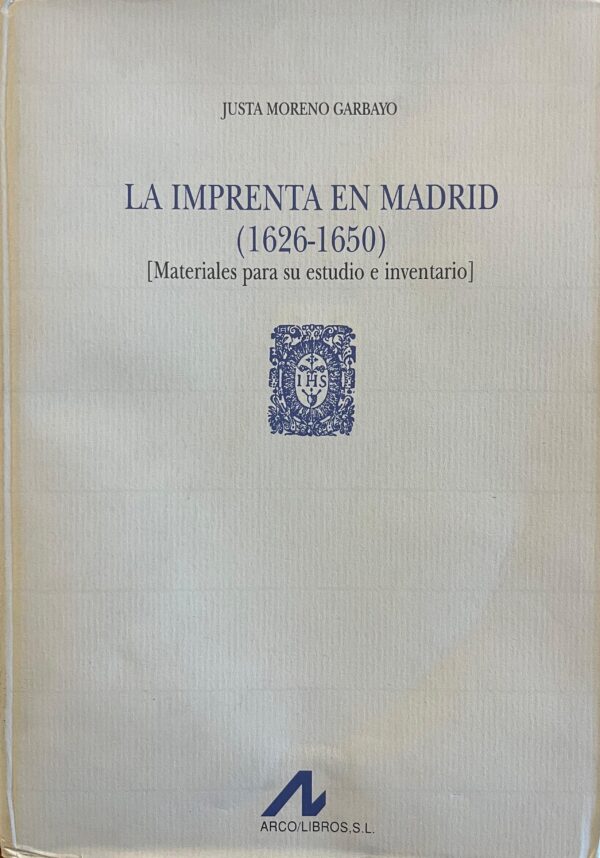 JUSTA MORENO GARBAYO
LA IMPRENTA EN MADRID
(1626-1650)
[Materiales para su estudio e inventario]
IHS
ARCO/LIBROS, S.L.